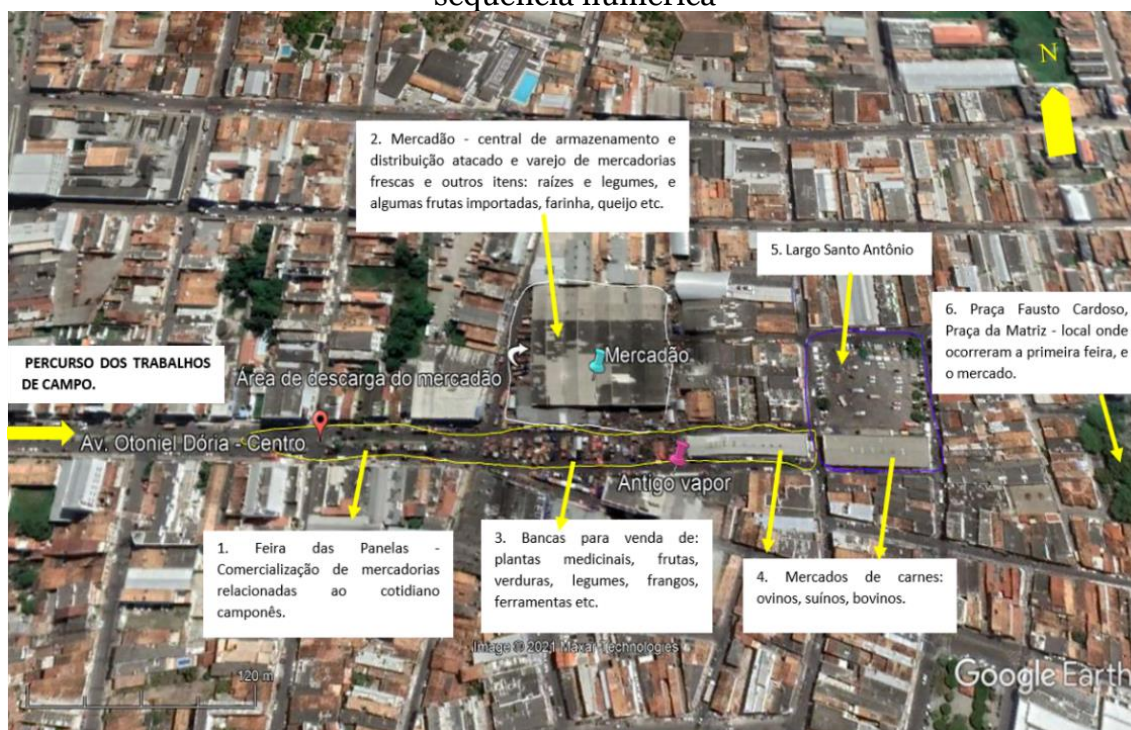 sequência numérica
N
2. Mercadão - central de armazenamento e
distribuição atacado e varejo de mercadorias
frescas e outros itens: raízes e legumes, e
algumas frutas importadas, farinha, queijo etc.
5. Largo Santo Antônio
6. Praça Fausto Cardoso,
Praça da Matriz - local onde
ocorreram a primeira feira, e
o mercado.
PERCURSO DOS TRABALHOS
DE CAMPO.
Mercadão
Área de descarga do mercadão
Av. Otoniel Dória - Centro
Antigo vapor
1. Feira das Panelas -
Comercialização de mercadorias
relacionadas ao cotidiano
camponês.
3. Bancas para venda de:
plantas medicinais, frutas,
verduras, legumes, frangos,
ferramentas etc.
4. Mercados de carnes:
ovinos, suínos, bovinos.
Image © 2021 Maxar Technologies
120 m
Google Earth